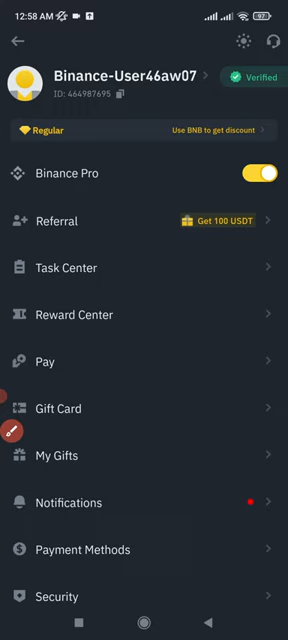 12:58 AM
97
Binance-User46aw07
Verified
ID: 464987695
Regular
Use BNB to get discount
Binance Pro
Referral
Get 100 USDT
Task Center
Reward Center
Pay
Gift Card
My Gifts
Notifications
Payment Methods
Security